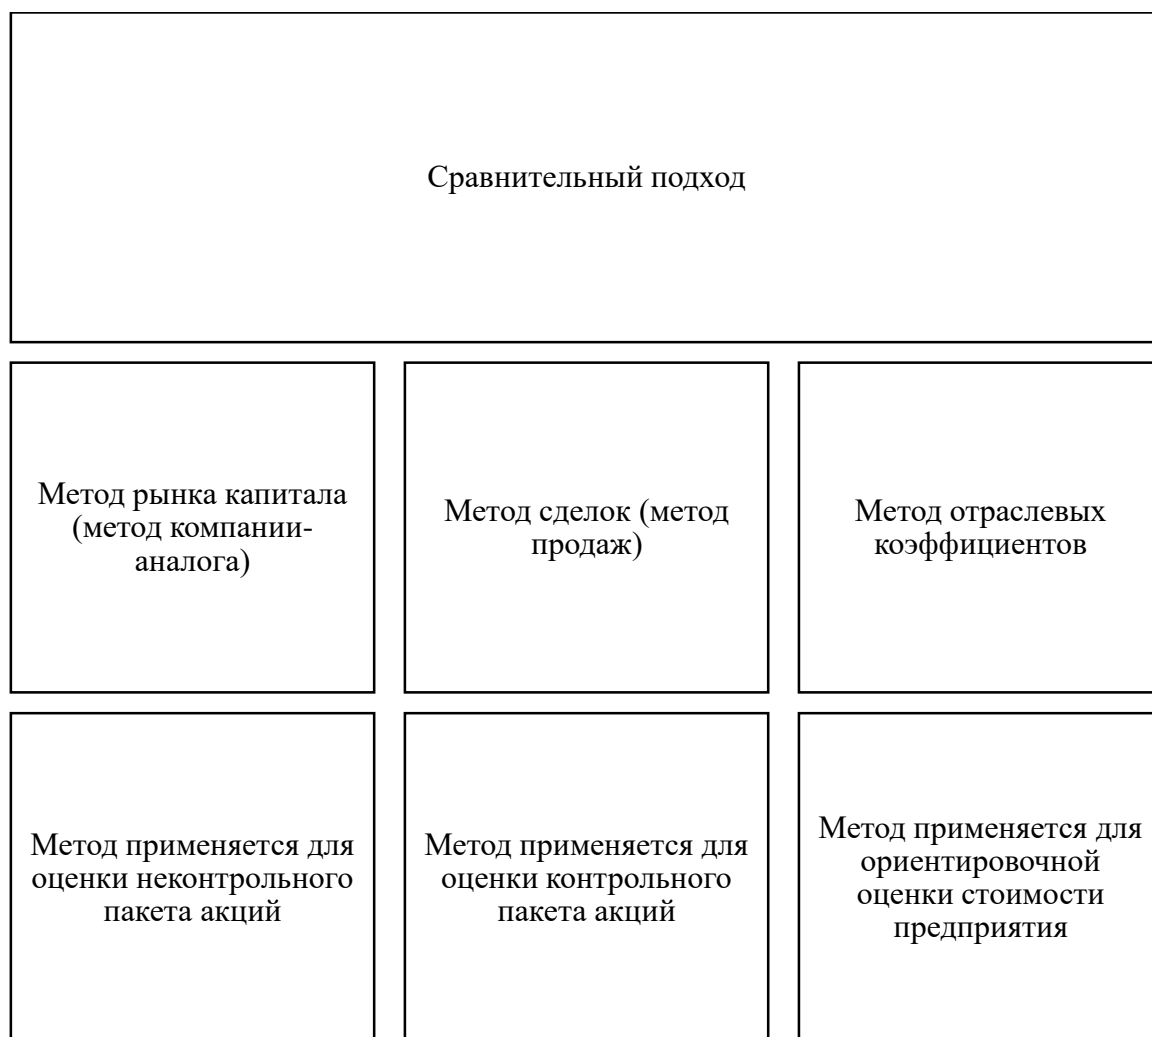 Сравнительный подход
Метод рынка капитала
(метод компании-
аналога)
Метод сделок (метод
продаж)
Метод отраслевых
коэффициентов
Метод применяется для
оценки неконтрольного
пакета акций
Метод применяется для
оценки контрольного
пакета акций
Метод применяется для
ориентировочной
оценки стоимости
предприятия